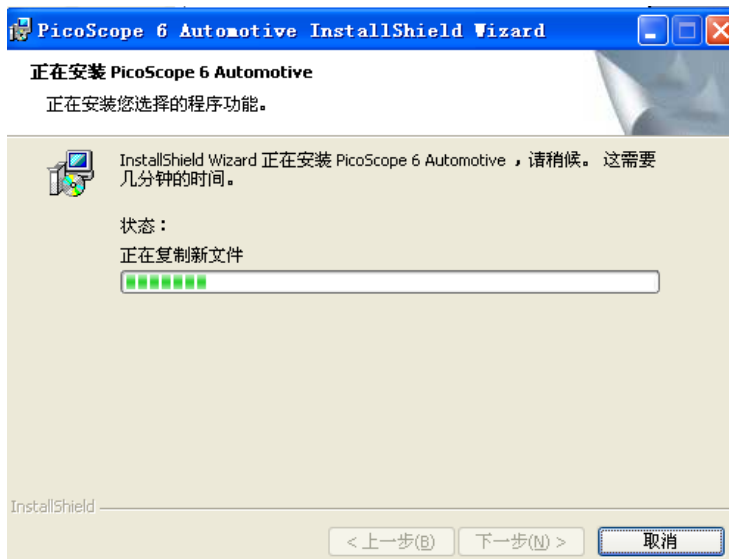 PicoScope 6 Automotive InstallShield Wizard
正在安装 PicoScope 6 Automotive
正在安装您选择的程序功能。
InstallShield Wizard 正在安装 PicoScope 6 Automotive ，请稍候。 这需要
几分钟的时间。
状态：
正在复制新文件
InstallShield
< 上一步(B) 下一步(N) > 取消